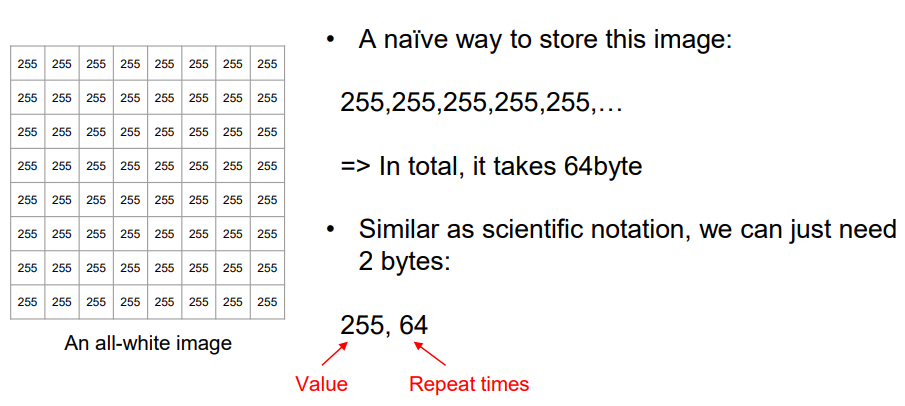 255 255 255 255 255 255 255 255
255 255 255 255 255 255 255 255
255 255 255 255 255 255 255 255
255 255 255 255 255 255 255 255
255 255 255 255 255 255 255 255
255 255 255 255 255 255 255 255
255 255 255 255 255 255 255 255
255 255 255 255 255 255 255 255
An all-white image
• A naïve way to store this image:
255,255,255,255,255,…
=> In total, it takes 64byte
• Similar as scientific notation, we can just need
2 bytes:
255, 64
Value Repeat times